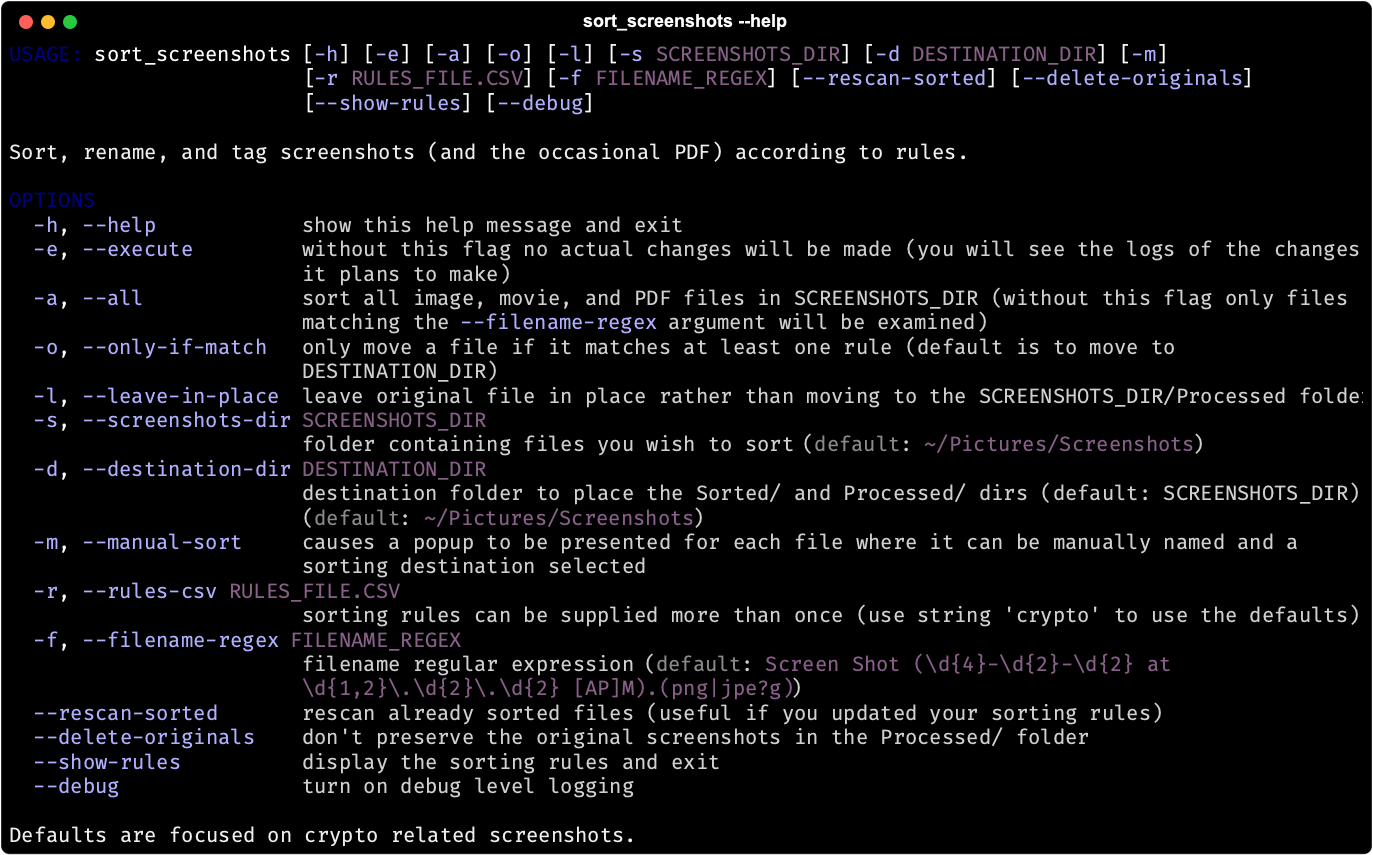 sort_screenshots --help
USAGE: sort_screenshots [-h] [-e] [-a] [-o] [-l] [-s SCREENSHOTS_DIR] [-d DESTINATION_DIR] [-m]
[-r RULES_FILE.CSV] [-f FILENAME_REGEX] [--rescan-sorted] [--delete-originals]
[--show-rules] [--debug]
Sort, rename, and tag screenshots (and the occasional PDF) according to rules.
OPTIONS
-h, --help show this help message and exit
-e, --execute without this flag no actual changes will be made (you will see the logs of the changes
it plans to make)
-a, --all sort all image, movie, and PDF files in SCREENSHOTS_DIR (without this flag only files
matching the --filename-regex argument will be examined)
-o, --only-if-match only move a file if it matches at least one rule (default is to move to
DESTINATION_DIR)
-l, --leave-in-place leave original file in place rather than moving to the SCREENSHOTS_DIR/Processed folde
-s, --screenshots-dir SCREENSHOTS_DIR
folder containing files you wish to sort (default: ~/Pictures/Screenshots)
-d, --destination-dir DESTINATION_DIR
destination folder to place the Sorted/ and Processed/ dirs (default: SCREENSHOTS_DIR)
(default: ~/Pictures/Screenshots)
-m, --manual-sort causes a popup to be presented for each file where it can be manually named and a
sorting destination selected
-r, --rules-csv RULES_FILE.CSV
sorting rules can be supplied more than once (use string 'crypto' to use the defaults)
-f, --filename-regex FILENAME_REGEX
filename regular expression (default: Screen Shot (\d{4}-\d{2}-\d{2} at
\d{1,2}\.\d{2}\.\d{2} [AP]M).(png|jpe?g))
--rescan-sorted rescan already sorted files (useful if you updated your sorting rules)
--delete-originals don't preserve the original screenshots in the Processed/ folder
--show-rules display the sorting rules and exit
--debug turn on debug level logging
Defaults are focused on crypto related screenshots.